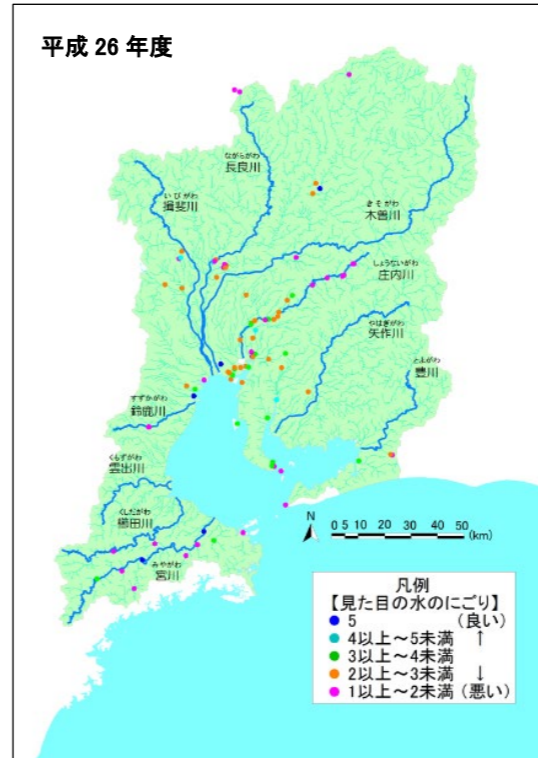 平成 26 年度
ながらがわ
長良川
いびがわ
揖斐川
きそがわ
木曽川
しょうないがわ
庄内川
やはぎがわ
矢作川
とよがわ
豊川
すずかがわ
鈴鹿川
くもずがわ
雲出川
くしだがわ
櫛田川
みやがわ
宮川
N
0 5 10 20 30 40 50
(km)
凡例
【見た目の水のにごり】
5 (良い)
4以上～5未満 ↑
3以上～4未満
2以上～3未満 ↓
1以上～2未満 (悪い)